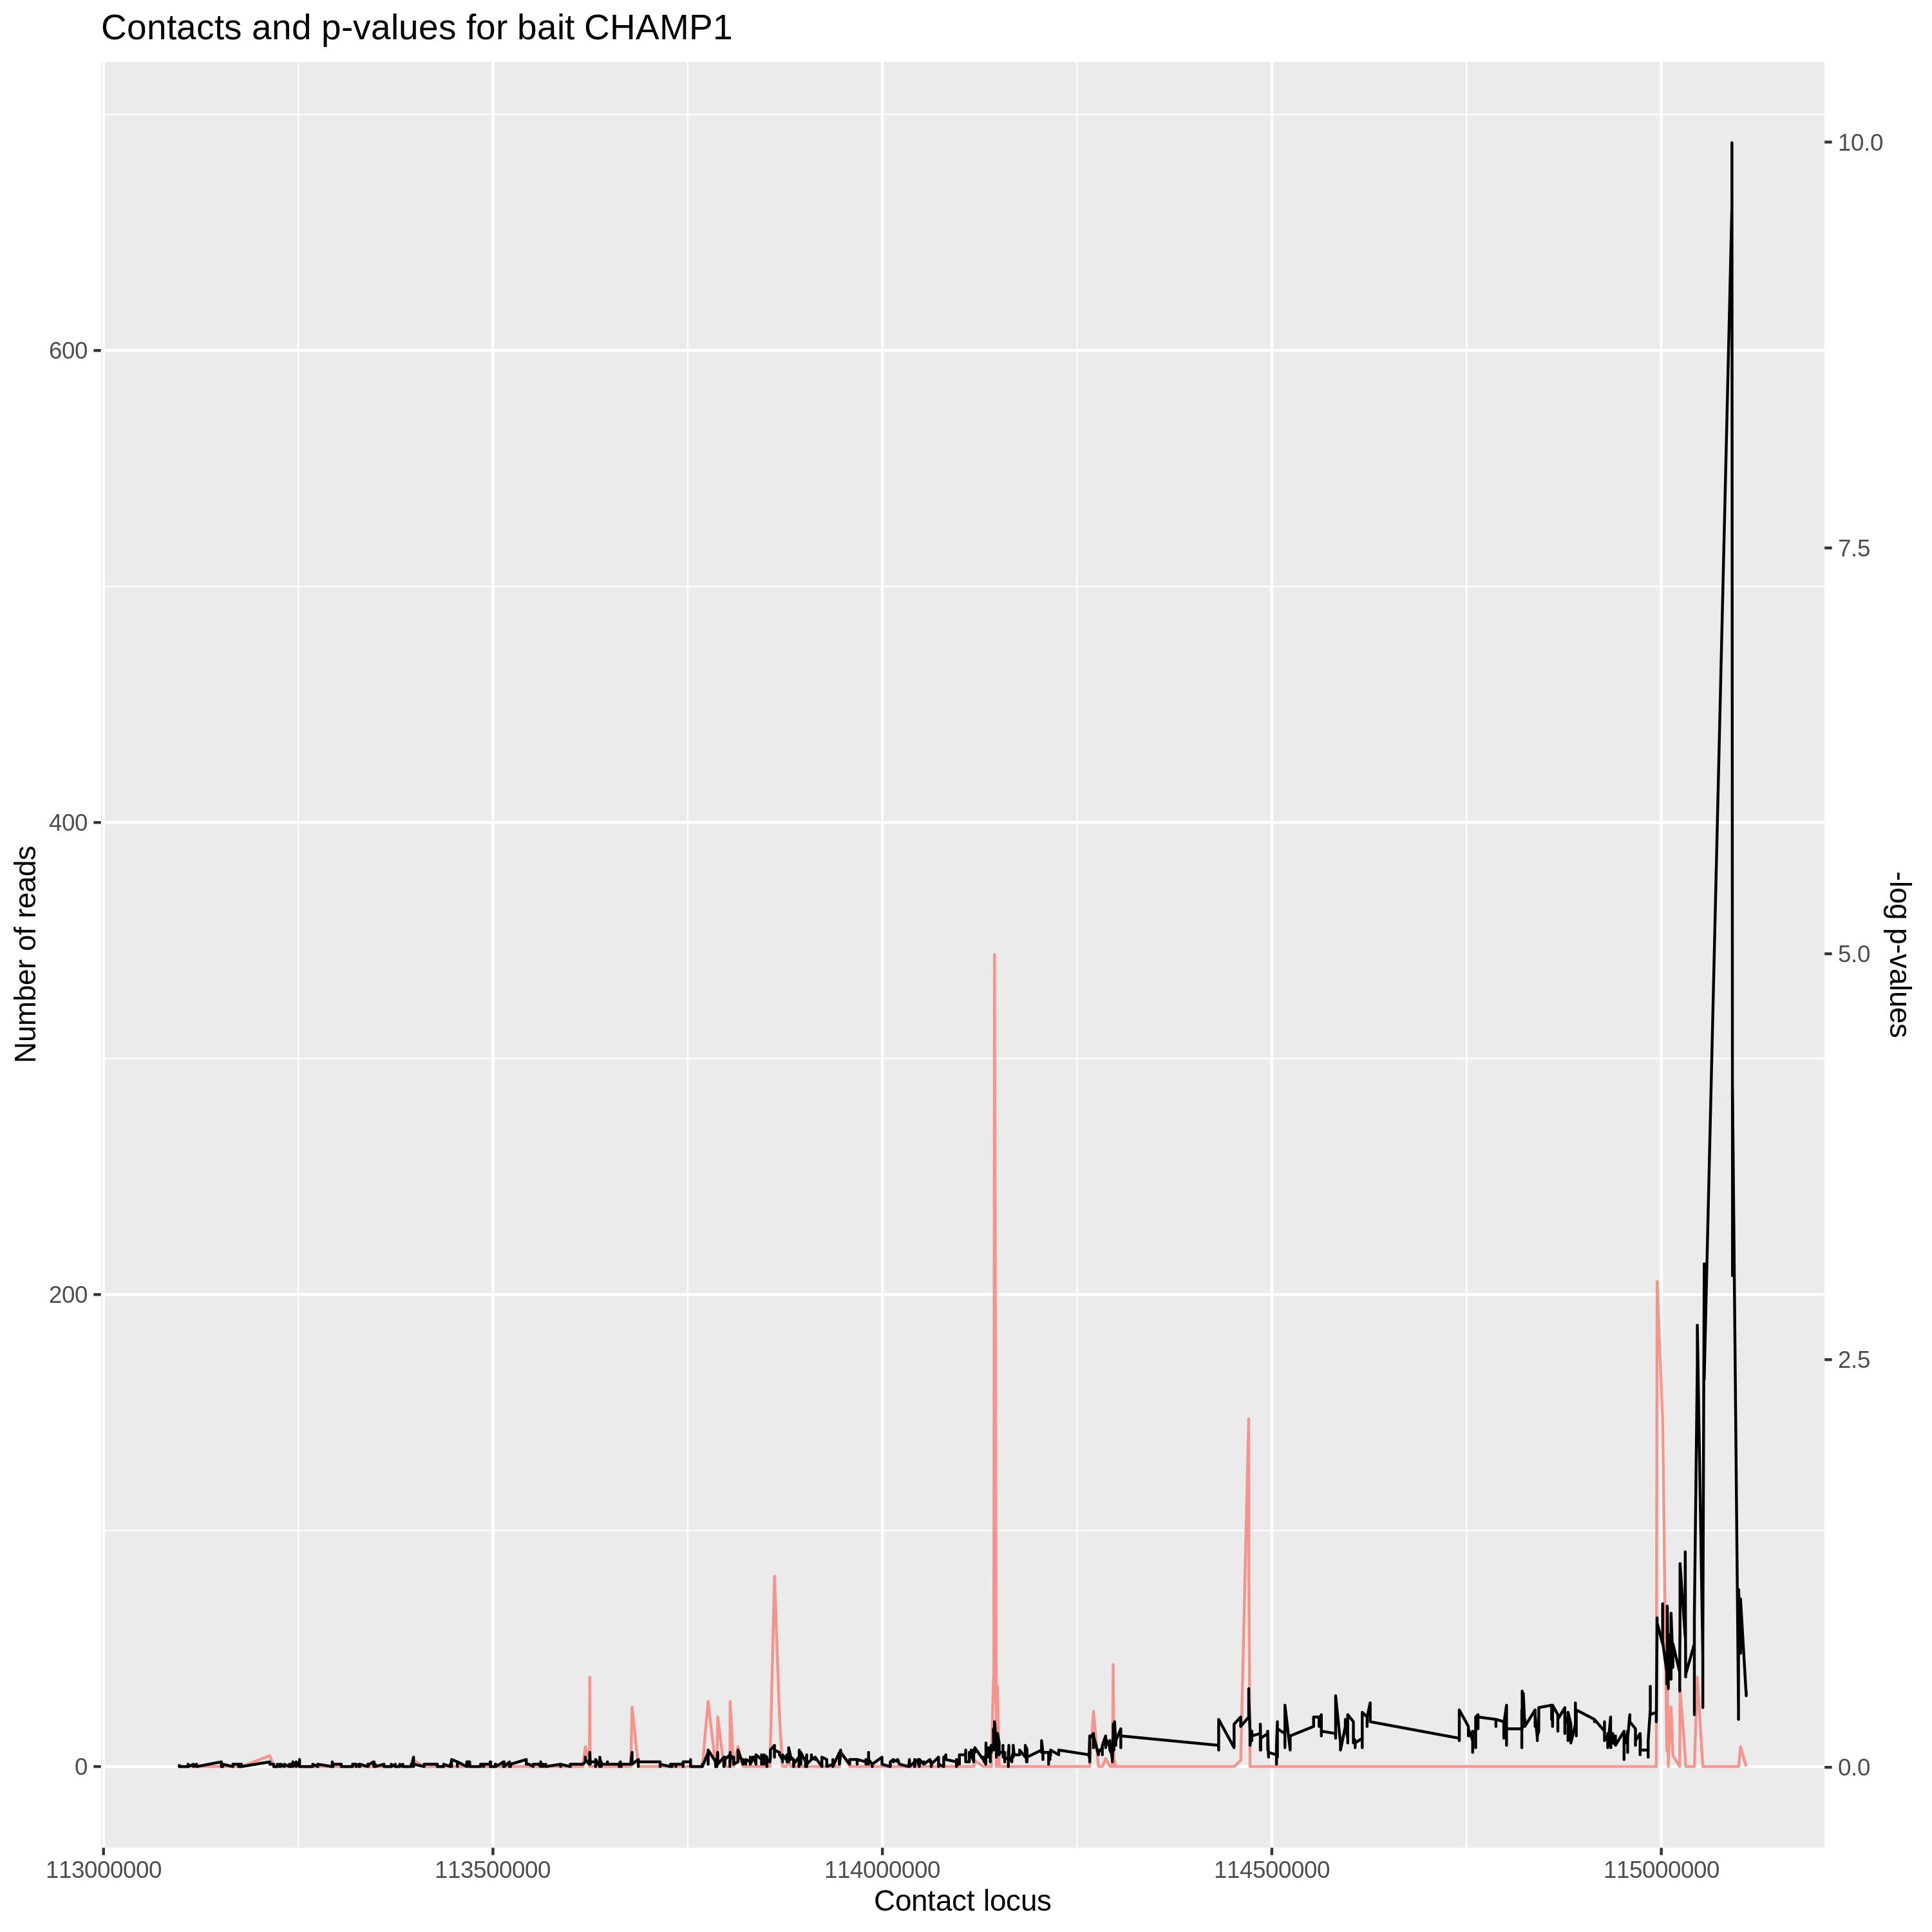 Contacts and p-values for bait CHAMP1
10.0
7.5
5.0
2.5
0.0
-log p-values
600
400
200
0
Number of reads
113000000 113500000 114000000 114500000 115000000
Contact locus